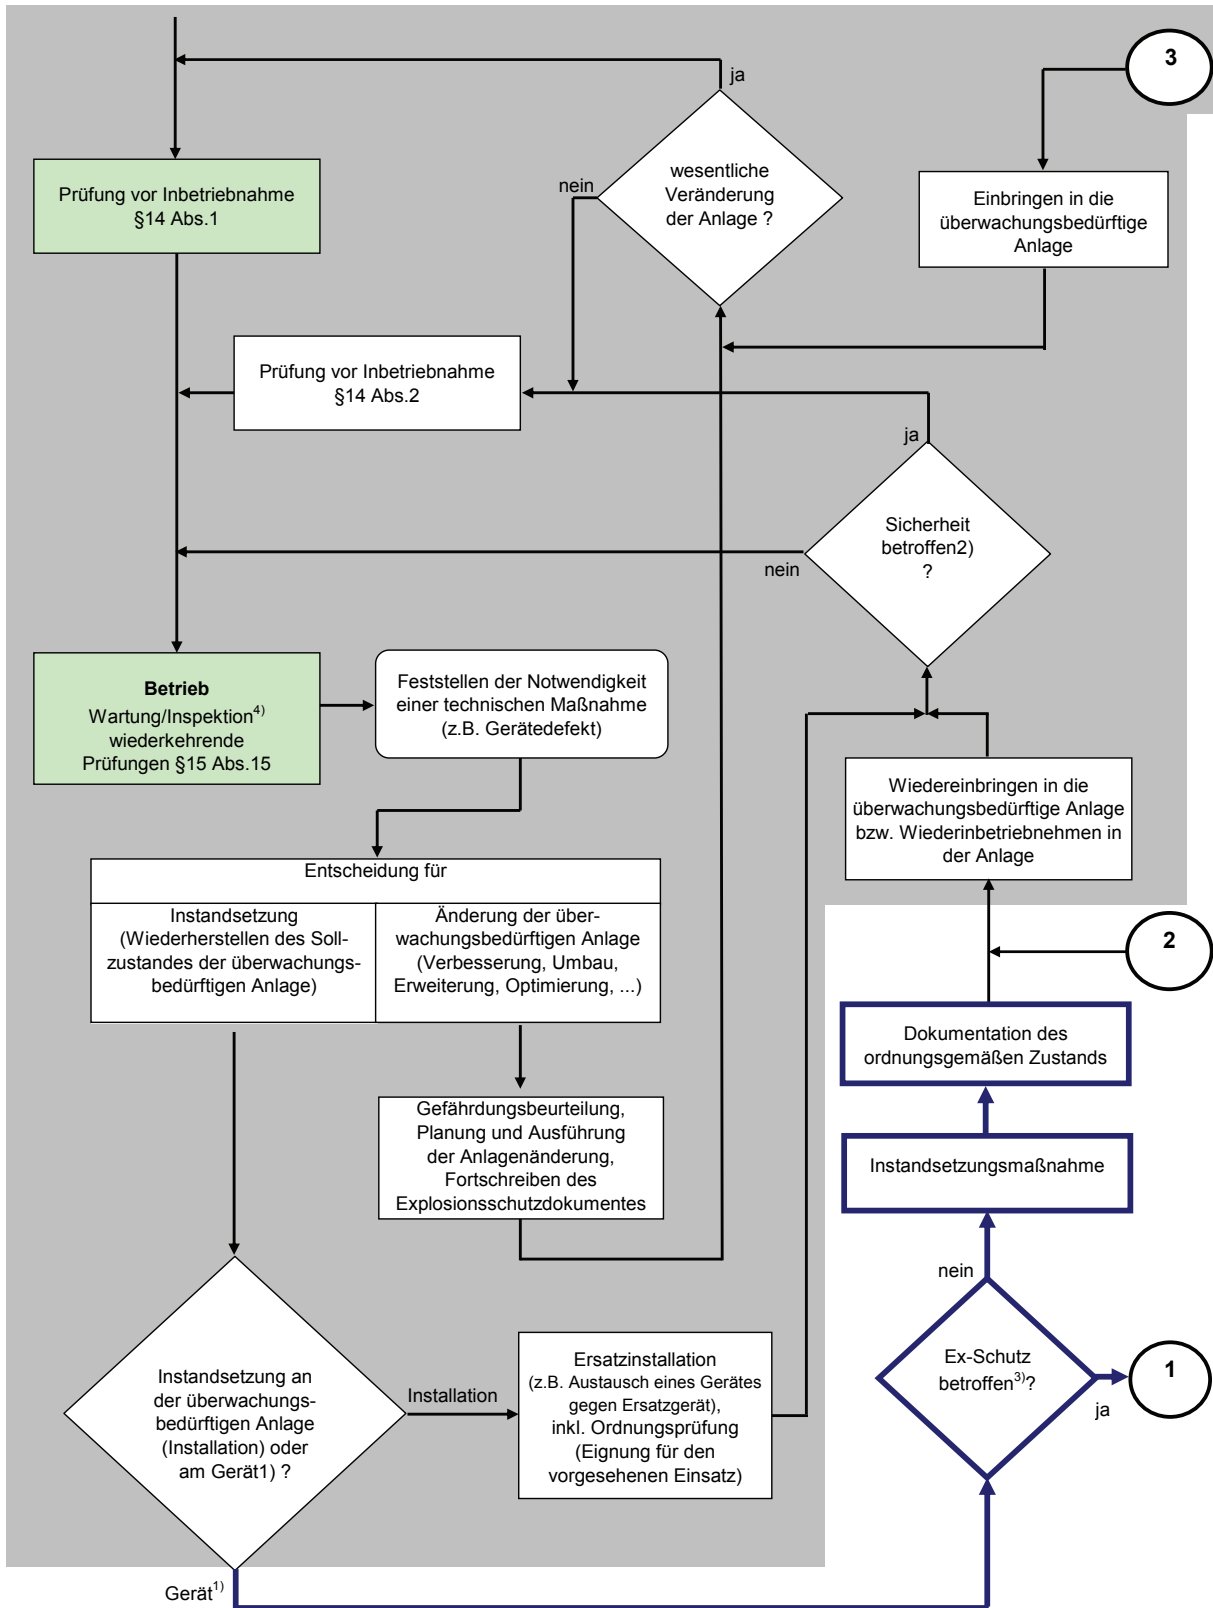 ja
3
wesentliche
Veränderung
der Anlage ?
nein
Prüfung vor Inbetriebnahme
§14 Abs.1
Einbringen in die
überwachungsbedürftige
Anlage
Prüfung vor Inbetriebnahme
§14 Abs.2
ja
Sicherheit
betroffen2)
?
nein
Betrieb
Wartung/Inspektion4)
wiederkehrende
Prüfungen §15 Abs.15
Feststellen der Notwendigkeit
einer technischen Maßnahme
(z.B. Gerätedefekt)
Wiedereinbringen in die
überwachungsbedürftige Anlage
bzw. Wiederinbetriebnehmen in
der Anlage
Entscheidung für
Instandsetzung
(Wiederherstellen des Soll-
zustandes der überwachungs-
bedürftigen Anlage)
Änderung der über-
wachungsbedürftigen Anlage
(Verbesserung, Umbau,
Erweiterung, Optimierung, ...)
2
Dokumentation des
ordnungsgemäßen Zustands
Gefährdungsbeurteilung,
Planung und Ausführung
der Anlagenänderung,
Fortschreiben des
Explosionsschutzdokumentes
Instandsetzungsmaßnahme
nein
Ex-Schutz
betroffen3)?
1
ja
Instandsetzung an
der überwachungs-
bedürftigen Anlage
(Installation) oder
am Gerät1) ?
Installation
Ersatzinstallation
(z.B. Austausch eines Gerätes
gegen Ersatzgerät),
inkl. Ordnungsprüfung
(Eignung für den
vorgesehenen Einsatz)
Gerät1)